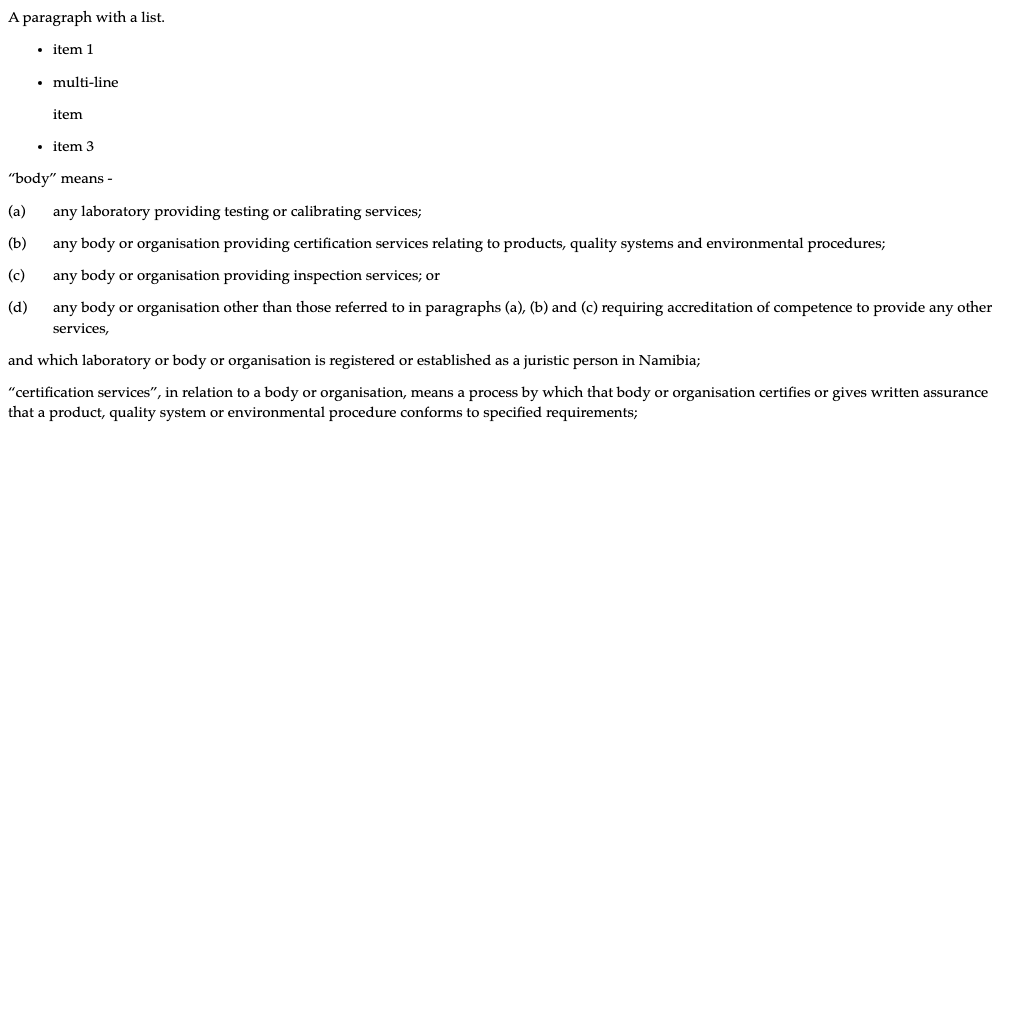 A paragraph with a list.
• item 1
• multi-line
item
• item 3
“body” means -
(a) any laboratory providing testing or calibrating services;
(b) any body or organisation providing certification services relating to products, quality systems and environmental procedures;
(c) any body or organisation providing inspection services; or
(d) any body or organisation other than those referred to in paragraphs (a), (b) and (c) requiring accreditation of competence to provide any other
services,
and which laboratory or body or organisation is registered or established as a juristic person in Namibia;
“certification services”, in relation to a body or organisation, means a process by which that body or organisation certifies or gives written assurance
that a product, quality system or environmental procedure conforms to specified requirements;